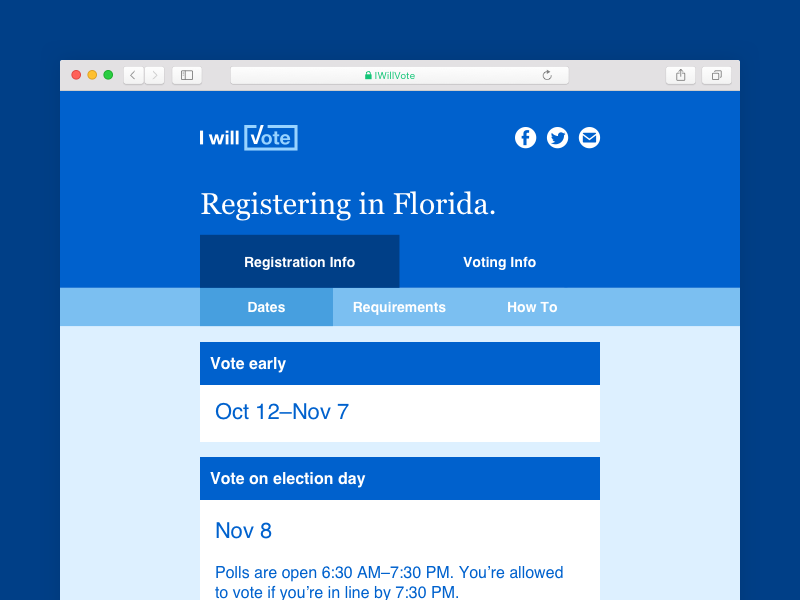 IWillVote
I will Vote
Registering in Florida.
Registration Info Voting Info
Dates Requirements How To
Vote early
Oct 12–Nov 7
Vote on election day
Nov 8
Polls are open 6:30 AM–7:30 PM. You’re allowed
to vote if you’re in line by 7:30 PM.